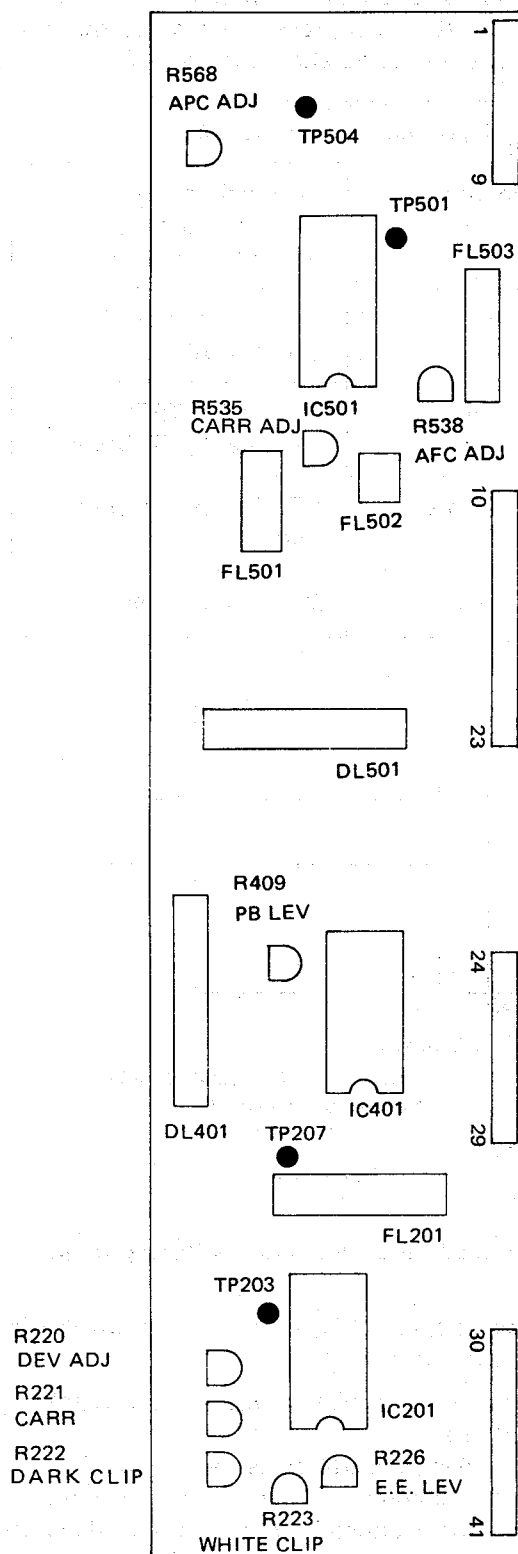 1
R568
APC ADJ
TP504
9
TP501
FL503
IC501
R535
CARR ADJ
R538
AFC ADJ
10
FL502
FL501
23
DL501
R409
PB LEV
24
IC401
DL401
TP207
29
FL201
TP203
30
R220
DEV ADJ
R221
CARR
IC201
R222
DARK CLIP
R226
E.E. LEV
R223
WHITE CLIP
41